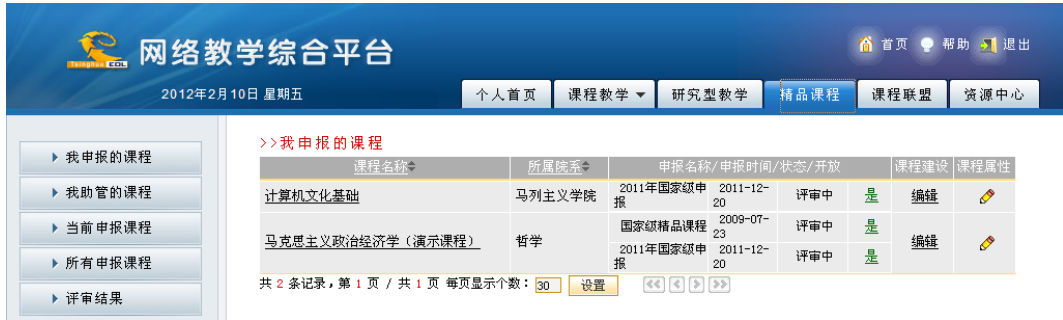 网络教学综合平台
Tsinghua EOL
首页 帮助 退出
2012年2月10日 星期五
个人首页 课程教学 研究型教学 精品课程 课程联盟 资源中心
>>我申报的课程
我申报的课程
我助管的课程
当前申报课程
所有申报课程
评审结果
课程名称 所属院系 申报名称/申报时间/状态/开放 课程建设 课程属性
计算机文化基础 马列主义学院 2011年国家级申报 2011-12-20 评审中 是 编辑
马克思主义政治经济学（演示课程） 哲学 国家级精品课程 2009-07-23 评审中 是 编辑
2011年国家级申报 2011-12-20 评审中 是
共 2 条记录，第 1 页 / 共 1 页 每页显示个数： 30 设置